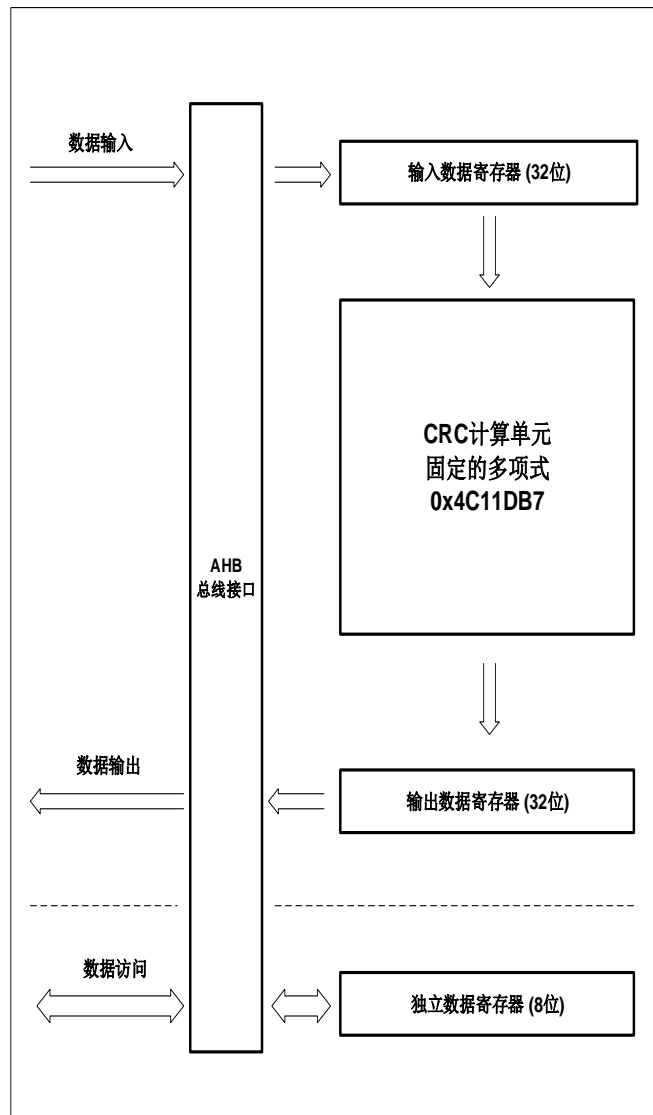 数据输入
输入数据寄存器 (32位)
CRC计算单元
固定的多项式
0x4C11DB7
AHB
总线接口
数据输出
输出数据寄存器 (32位)
数据访问
独立数据寄存器 (8位)